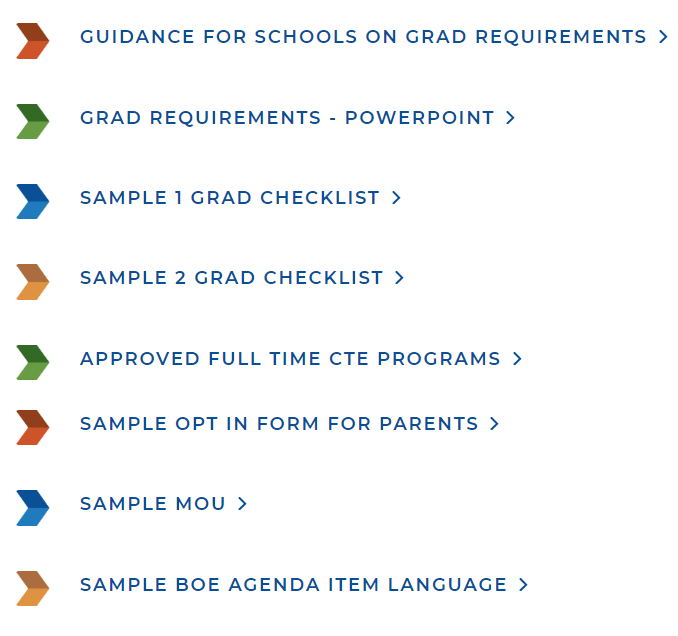 GUIDANCE FOR SCHOOLS ON GRAD REQUIREMENTS
GRAD REQUIREMENTS - POWERPOINT
SAMPLE 1 GRAD CHECKLIST
SAMPLE 2 GRAD CHECKLIST
APPROVED FULL TIME CTE PROGRAMS
SAMPLE OPT IN FORM FOR PARENTS
SAMPLE MOU
SAMPLE BOE AGENDA ITEM LANGUAGE